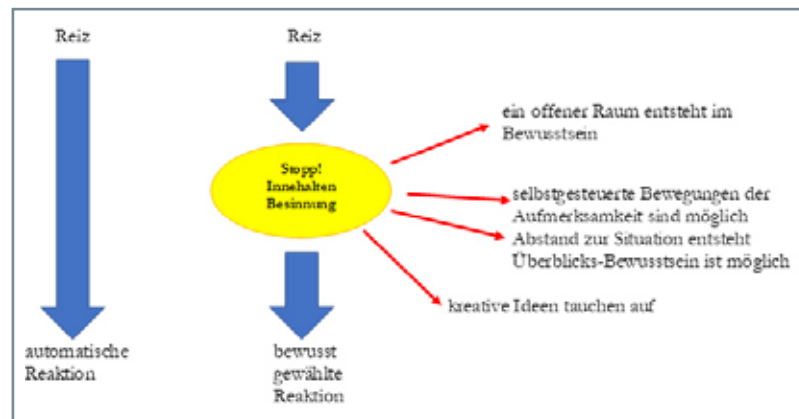 Reiz
automatische
Reaktion
Reiz
Stopp!
Innehalten
Besinnung
bewusst
gewählte
Reaktion
ein offener Raum entsteht im
Bewusstsein
selbstgesteuerte Bewegungen der
Aufmerksamkeit sind möglich
Abstand zur Situation entsteht
Überblicks-Bewusstsein ist möglich
kreative Ideen tauchen auf